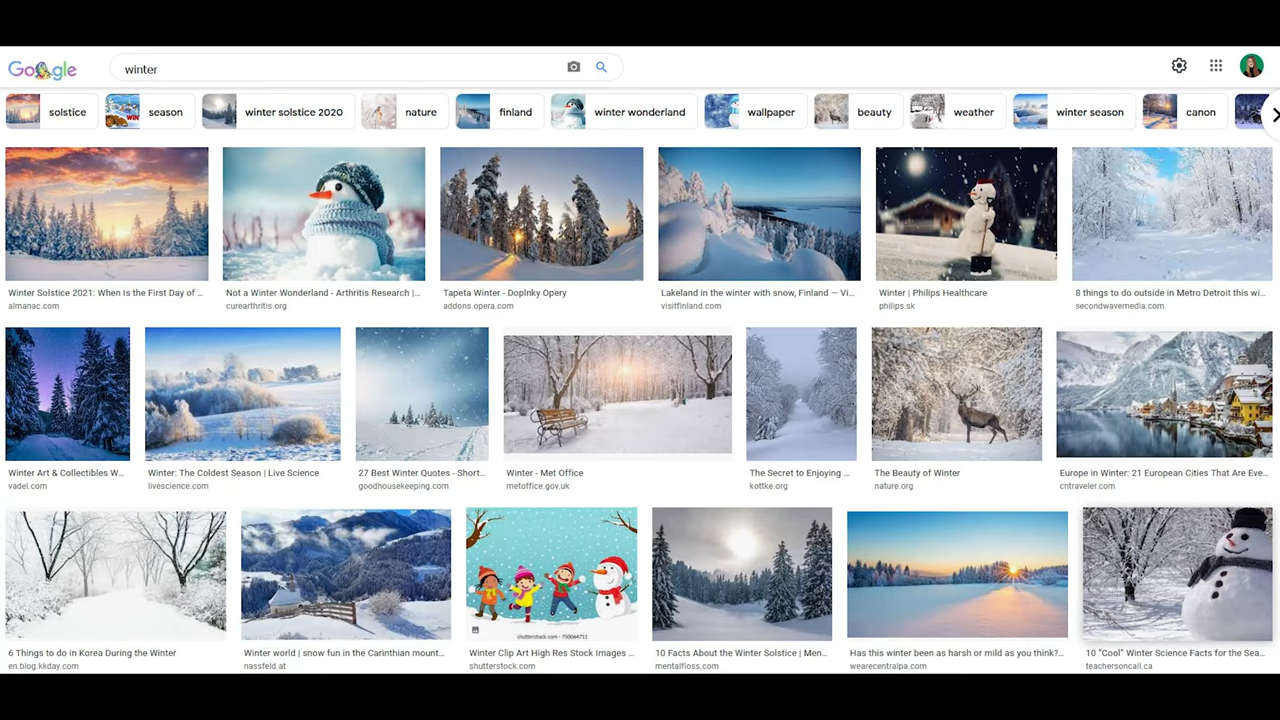 Google
winter
solstice
season
winter solstice 2020
nature
finland
winter wonderland
wallpaper
beauty
weather
winter season
canon
Winter Solstice 2021: When Is the First Day of ...
almanac.com
Not a Winter Wonderland - Arthritis Research |...
curearthritis.org
Tapeta Winter - Doplnky Opery
addons.opera.com
Lakeland in the winter with snow, Finland — Vi...
visitfinland.com
Winter | Philips Healthcare
philips.sk
8 things to do outside in Metro Detroit this wi...
secondwavemedia.com
Winter Art & Collectibles W...
vadel.com
Winter: The Coldest Season | Live Science
livescience.com
27 Best Winter Quotes - Short...
goodhousekeeping.com
Winter - Met Office
metoffice.gov.uk
The Secret to Enjoying ...
kottke.org
The Beauty of Winter
nature.org
Europe in Winter: 21 European Cities That Are Eve...
cntraveler.com
shutterstock.com • 750064711
6 Things to do in Korea During the Winter
en.blog.kkday.com
Winter world | snow fun in the Carinthian mount...
nassfeld.at
Winter Clip Art High Res Stock Images ...
shutterstock.com
10 Facts About the Winter Solstice | Men...
mentalfloss.com
Has this winter been as harsh or mild as you think?...
wearecentralpa.com
10 "Cool" Winter Science Facts for the Sea...
teachersoncall.ca